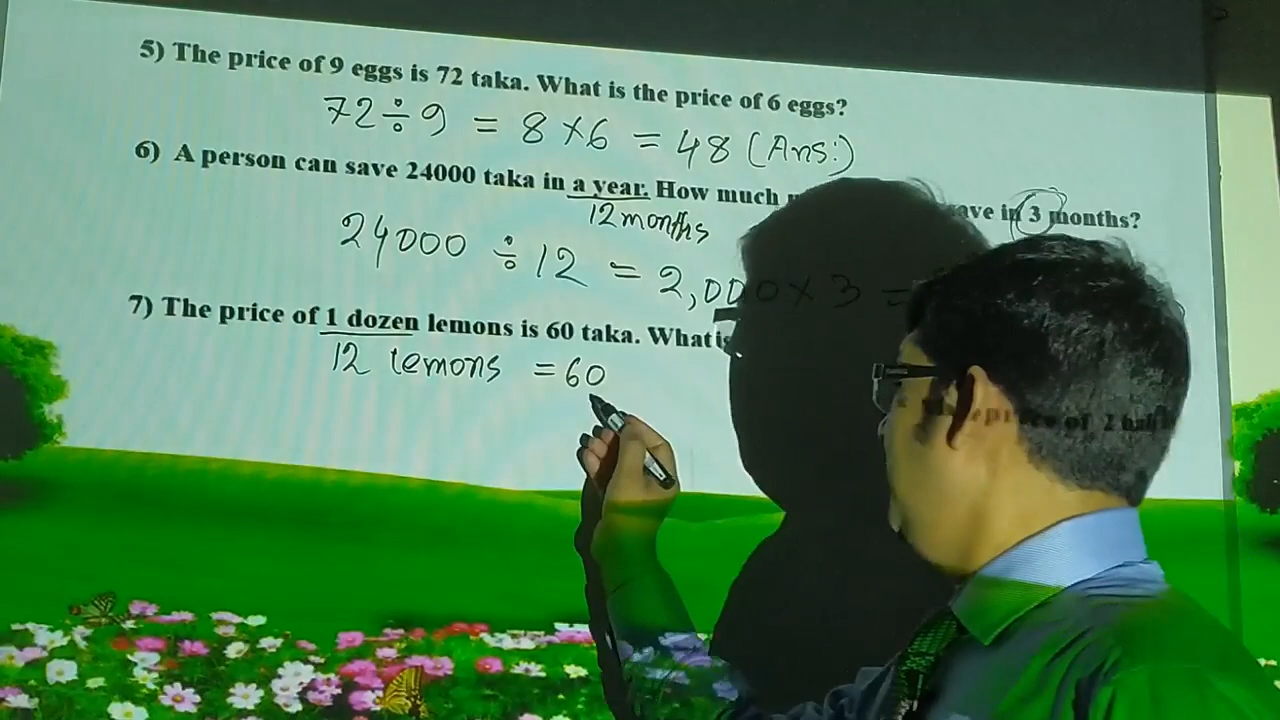 5) The price of 9 eggs is 72 taka. What is the price of 6 eggs?
72 ÷ 9 = 8 × 6 = 48 (Ans:)
6) A person can save 24000 taka in a year. How much ave in 3 months?
12 months
24000 ÷ 12 = 2,000 × 3 =
7) The price of 1 dozen lemons is 60 taka. What is
12 lemons = 60
price of 2